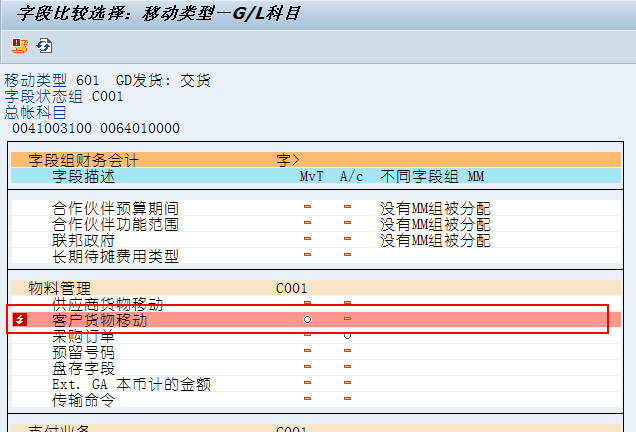 字段比较选择：移动类型－G/L科目
移动类型 601 GD发货：交货
字段状态组 C001
总帐科目
0041003100 0064010000
字段组财务会计 字>
字段描述 MvT A/c 不同字段组 MM
合作伙伴预算期间 - - 没有MM组被分配
合作伙伴功能范围 - - 没有MM组被分配
联邦政府 - - 没有MM组被分配
长期待摊费用类型 - -
物料管理 C001
供应商货物移动 - -
客户货物移动 ○ -
采购订单 - ○
预留号码 - -
盘存字段 - -
Ext. GA 本币计的金额 - -
传输命令 - -
支付业务 C001